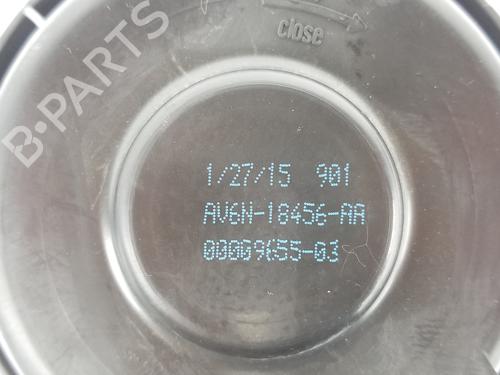 B-PARTS
close
1/27/15 901
AV6N-18456-AA
00009655-03